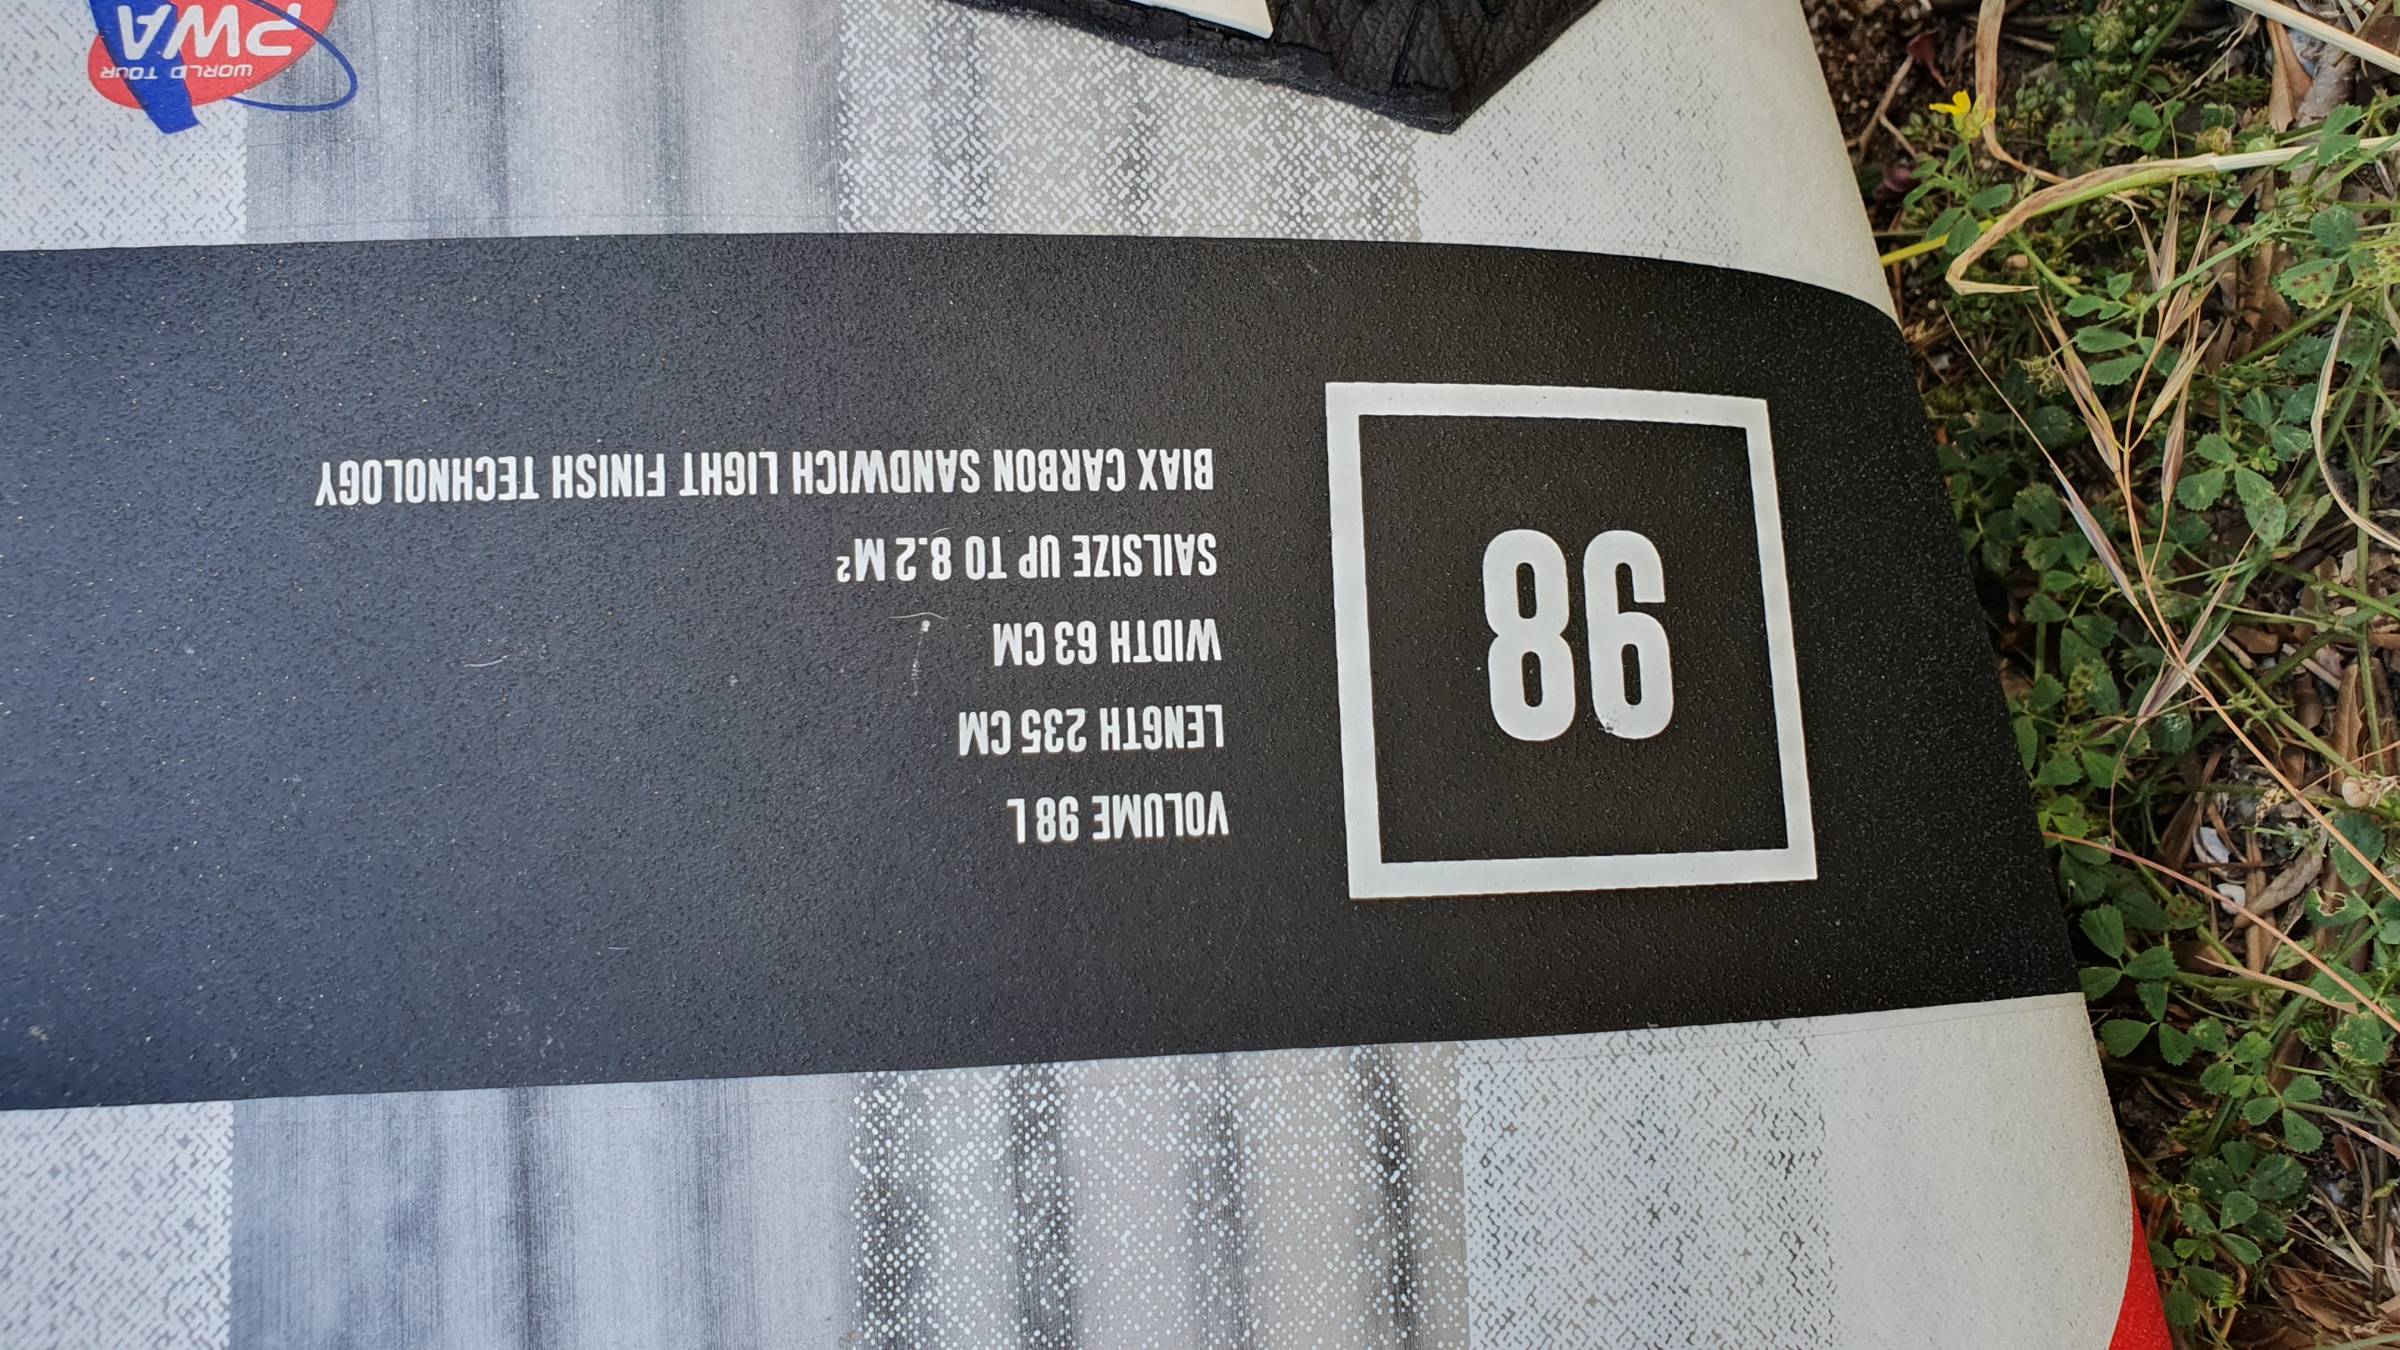 98
VOLUME 98 L
LENGTH 235 CM
WIDTH 63 CM
SAILSIZE UP TO 8.2 M²
BIAX CARBON SANDWICH LIGHT FINISH TECHNOLOGY
WORLD TOUR
PWA